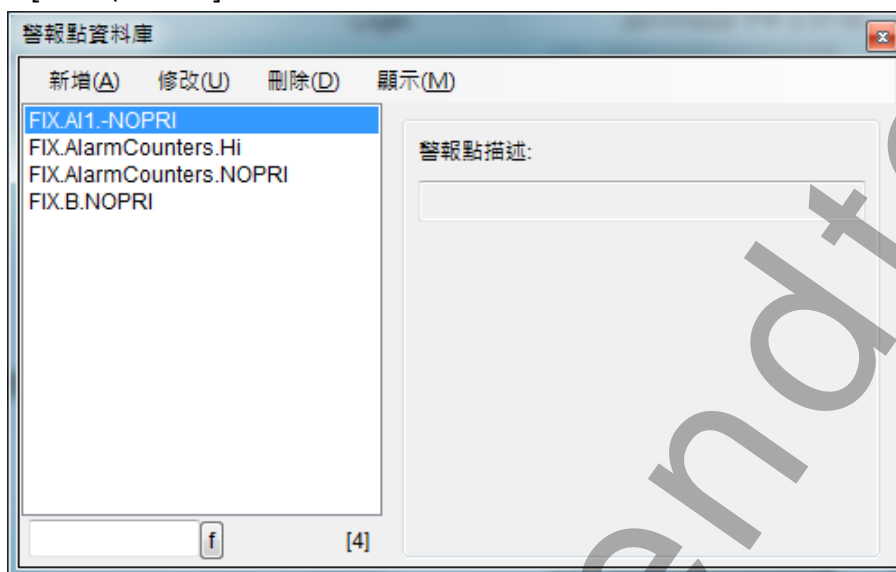 警報點資料庫
新增(A) 修改(U) 刪除(D) 顯示(M)
FIX.AI1.-NOPRI
FIX.AlarmCounters.Hi
FIX.AlarmCounters.NOPRI
FIX.B.NOPRI
警報點描述:
f
[4]